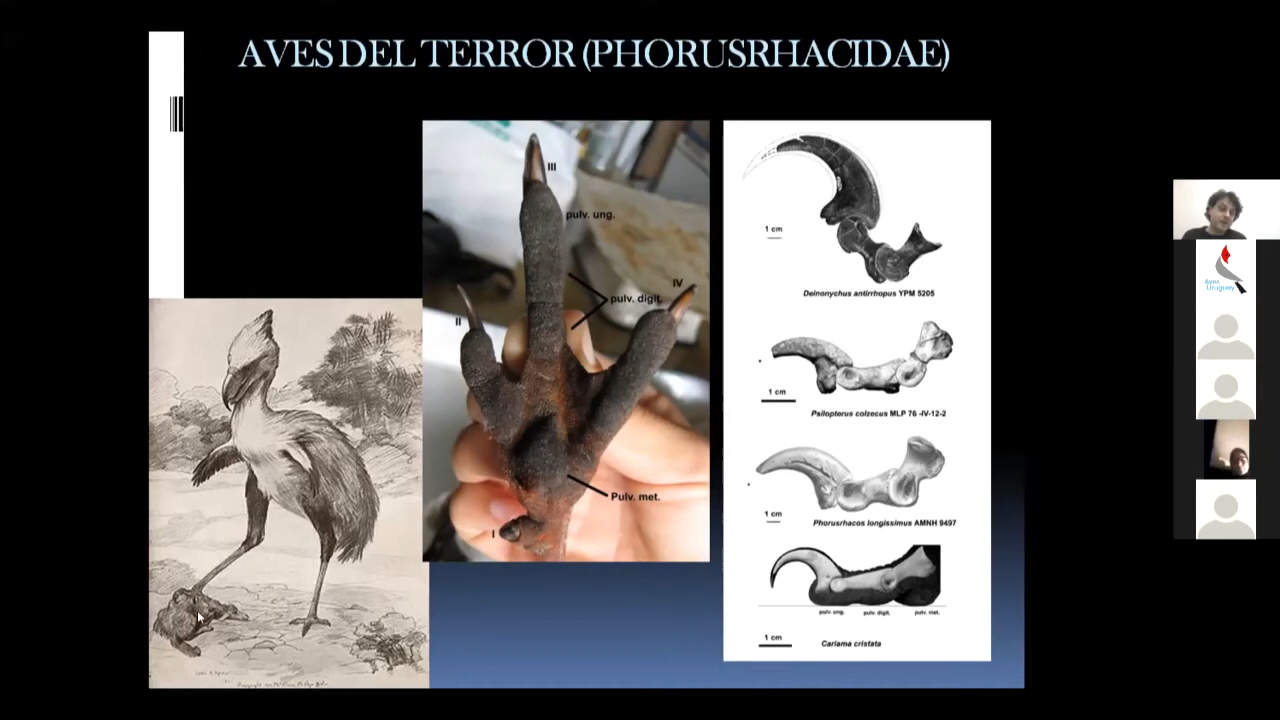 AVES DEL TERROR (PHORUSRHACIDAE)
III
pulv. ung.
IV
pulv. digit.
II
Pulv. met.
I
1 cm
Deinonychus antirrhopus YPM 5205
1 cm
Psilopterus colzecus MLP 76 -IV-12-2
1 cm
Phorusrhacos longissimus AMNH 9497
pulv. ung. pulv. digit. pulv. met.
1 cm
Cariama cristata
Aves
Uruguay